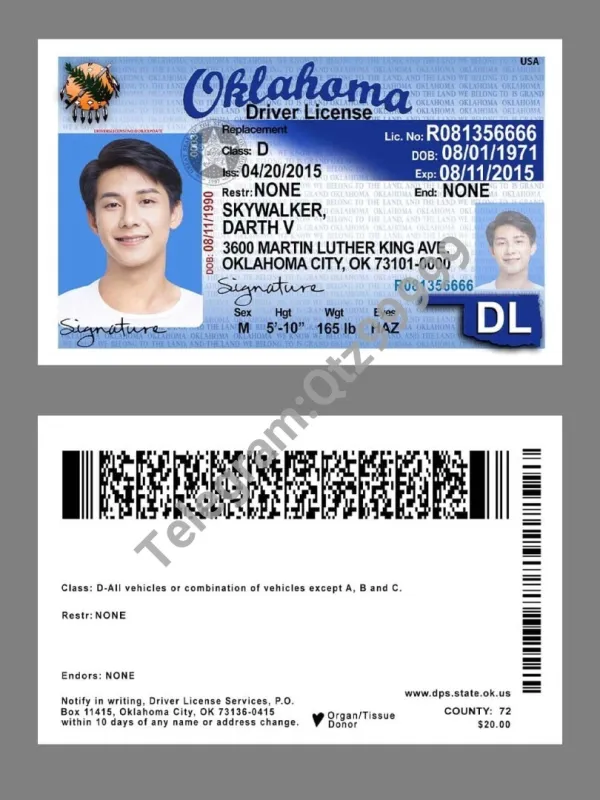 USA
Oklahoma
Driver License
Replacement
Class: D
Iss: 04/20/2015
Restr: NONE
Lic. No: R081356666
DOB: 08/01/1971
Exp: 08/11/2015
End: NONE
SKYWALKER,
DARTH V
3600 MARTIN LUTHER KING AVE,
OKLAHOMA CITY, OK 73101-0000
DOB: 08/11/1990
Signature
R081356666
Sex Hgt Wgt Eyes
M 5'-10" 165 lb HAZ
DL
Signature
Telegram:Qtz999999
Class: D-All vehicles or combination of vehicles except A, B and C.
Restr: NONE
Endors: NONE
www.dps.state.ok.us
Notify in writing, Driver License Services, P.O.
Box 11415, Oklahoma City, OK 73136-0415
within 10 days of any name or address change.
Organ/Tissue
Donor
COUNTY: 72
$20.00